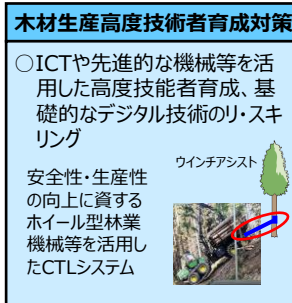 木材生産高度技術者育成対策
○ICTや先進的な機械等を活
用した高度技能者育成、基
礎的なデジタル技術のリ・スキ
リング
ウインチアシスト
安全性・生産性
の向上に資する
ホイール型林業
機械等を活用し
たCTLシステム